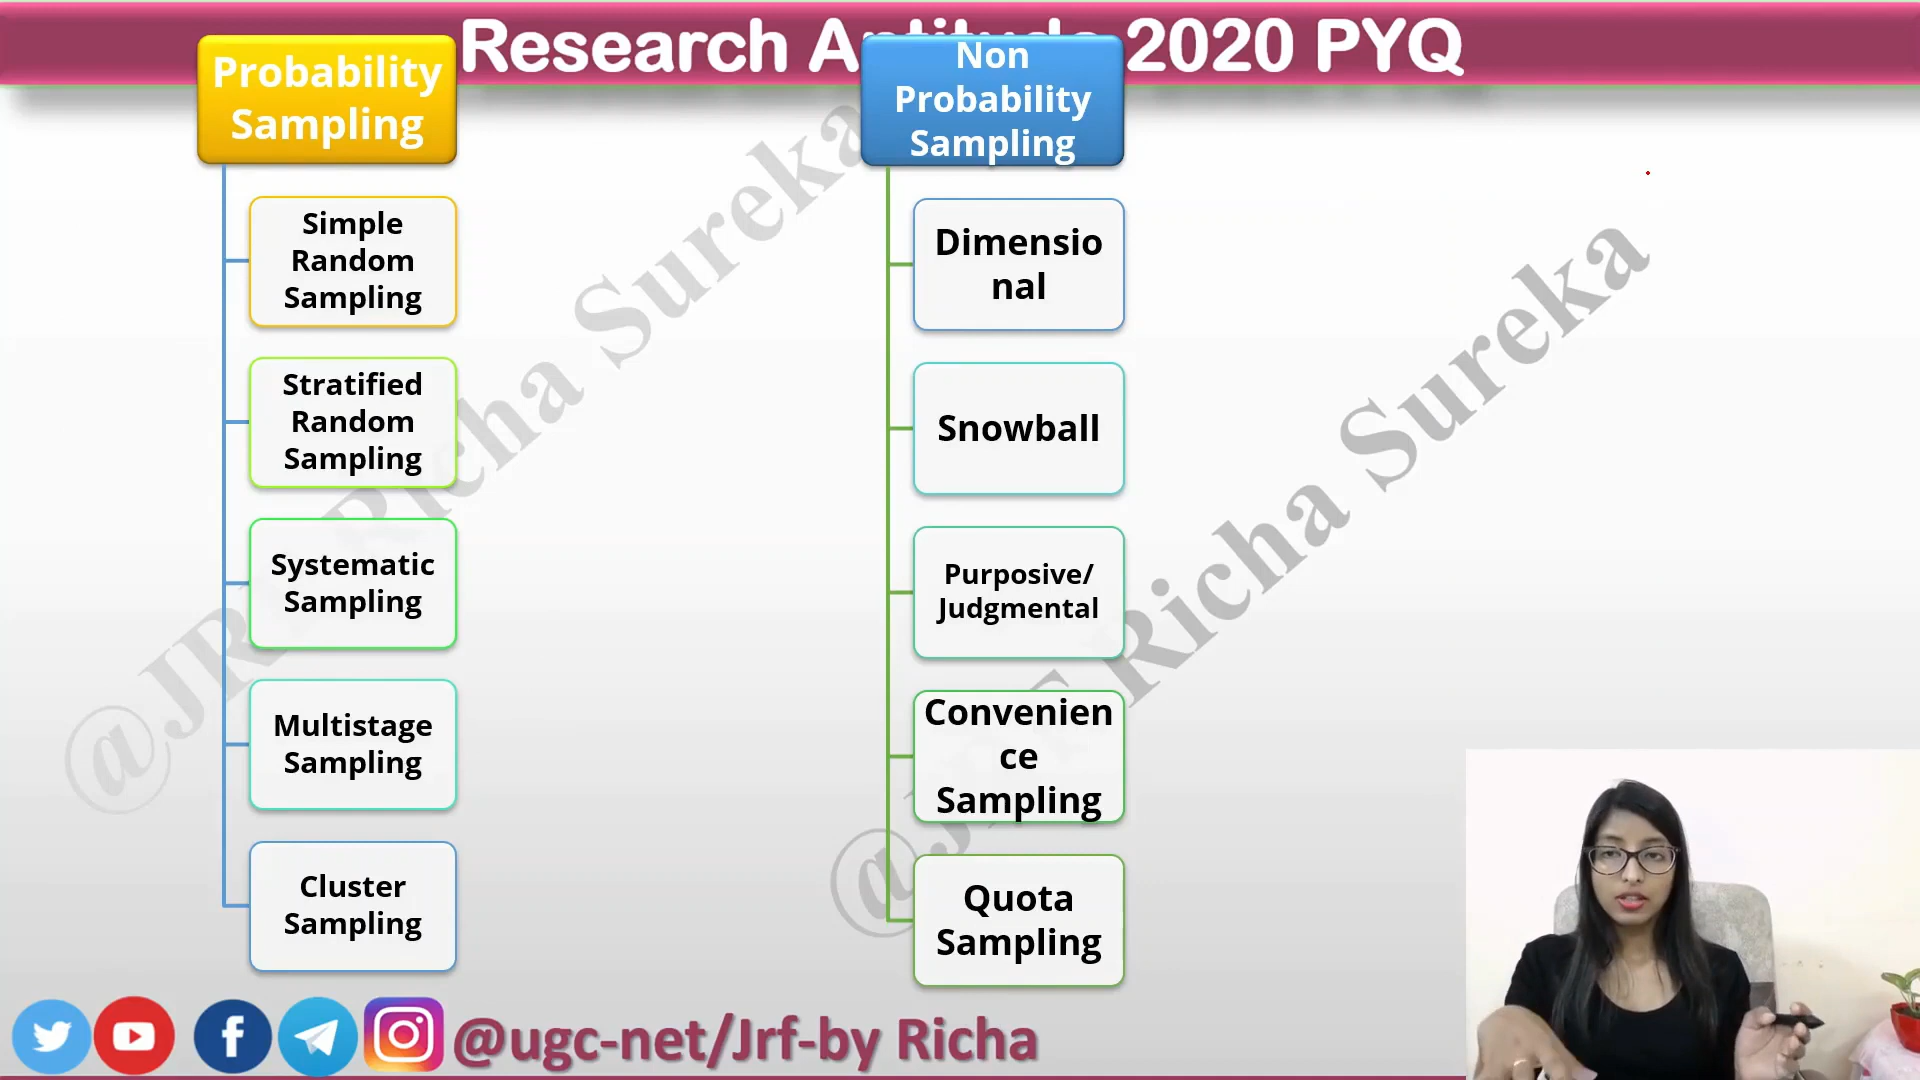 Research Aptitude 2020 PYQ
Probability
Sampling
Simple
Random
Sampling
Stratified
Random
Sampling
Systematic
Sampling
Multistage
Sampling
Cluster
Sampling
Non
Probability
Sampling
Dimensio
nal
Snowball
Purposive/
Judgmental
Convenien
ce
Sampling
Quota
Sampling
@JRF Richa Sureka
@JRF Richa Sureka
@ugc-net/Jrf-by Richa